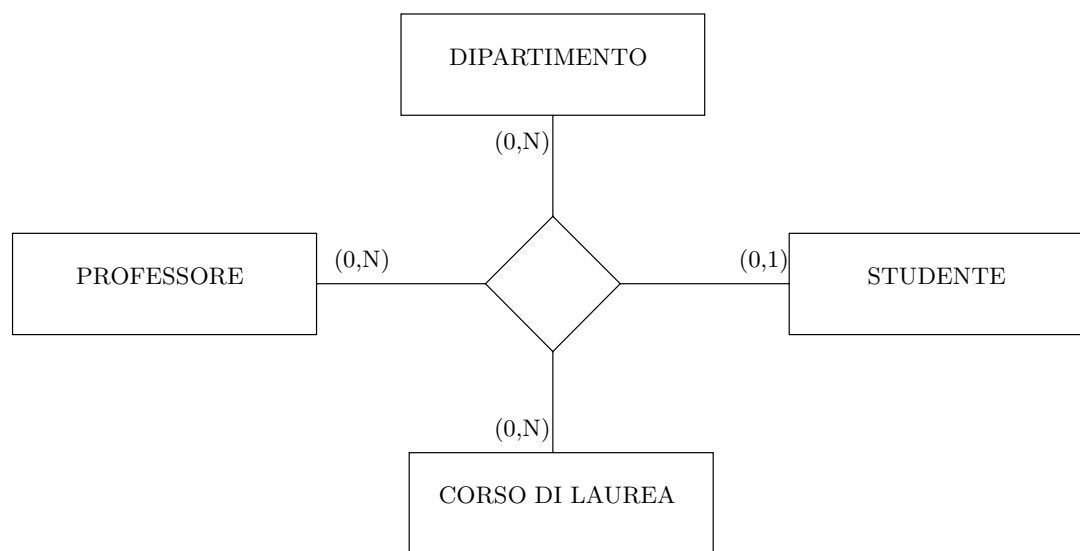 DIPARTIMENTO
(0,N)
PROFESSORE
(0,N)
(0,1)
STUDENTE
(0,N)
CORSO DI LAUREA